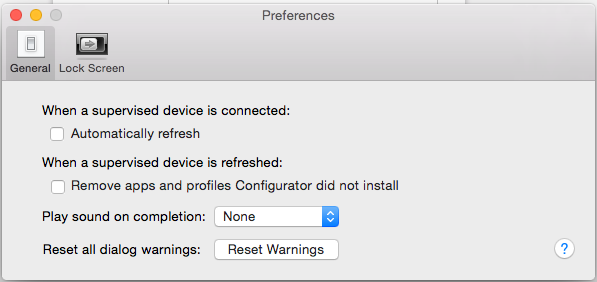 Preferences
General
Lock Screen
When a supervised device is connected:
Automatically refresh
When a supervised device is refreshed:
Remove apps and profiles Configurator did not install
Play sound on completion: None
Reset all dialog warnings: Reset Warnings ?